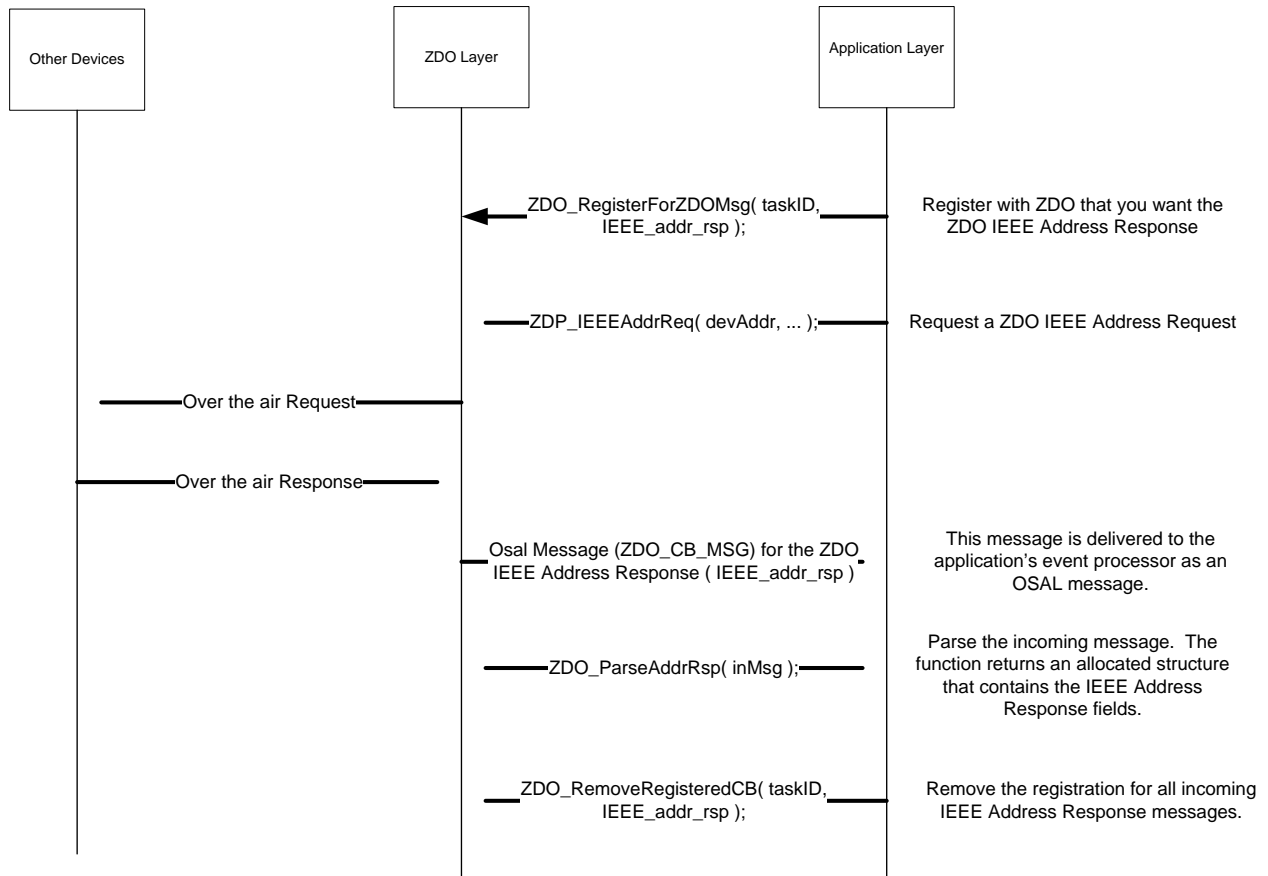 Other Devices
ZDO Layer
Application Layer
ZDO_RegisterForZDOMsg( taskID,
IEEE_addr_rsp );
Register with ZDO that you want the
ZDO IEEE Address Response
ZDP_IEEEAddrReq( devAddr, ... );
Request a ZDO IEEE Address Request
Over the air Request
Over the air Response
Osal Message (ZDO_CB_MSG) for the ZDO
IEEE Address Response ( IEEE_addr_rsp )
This message is delivered to the
application’s event processor as an
OSAL message.
ZDO_ParseAddrRsp( inMsg );
Parse the incoming message.  The
function returns an allocated structure
that contains the IEEE Address
Response fields.
ZDO_RemoveRegisteredCB( taskID,
IEEE_addr_rsp );
Remove the registration for all incoming
IEEE Address Response messages.